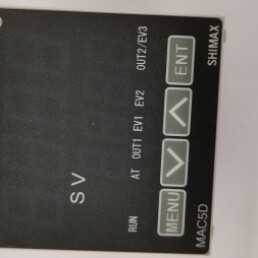 SV
RUN AT OUT1 EV1 EV2 OUT2/EV3
MENU ENT
MAC5D SHIMAX